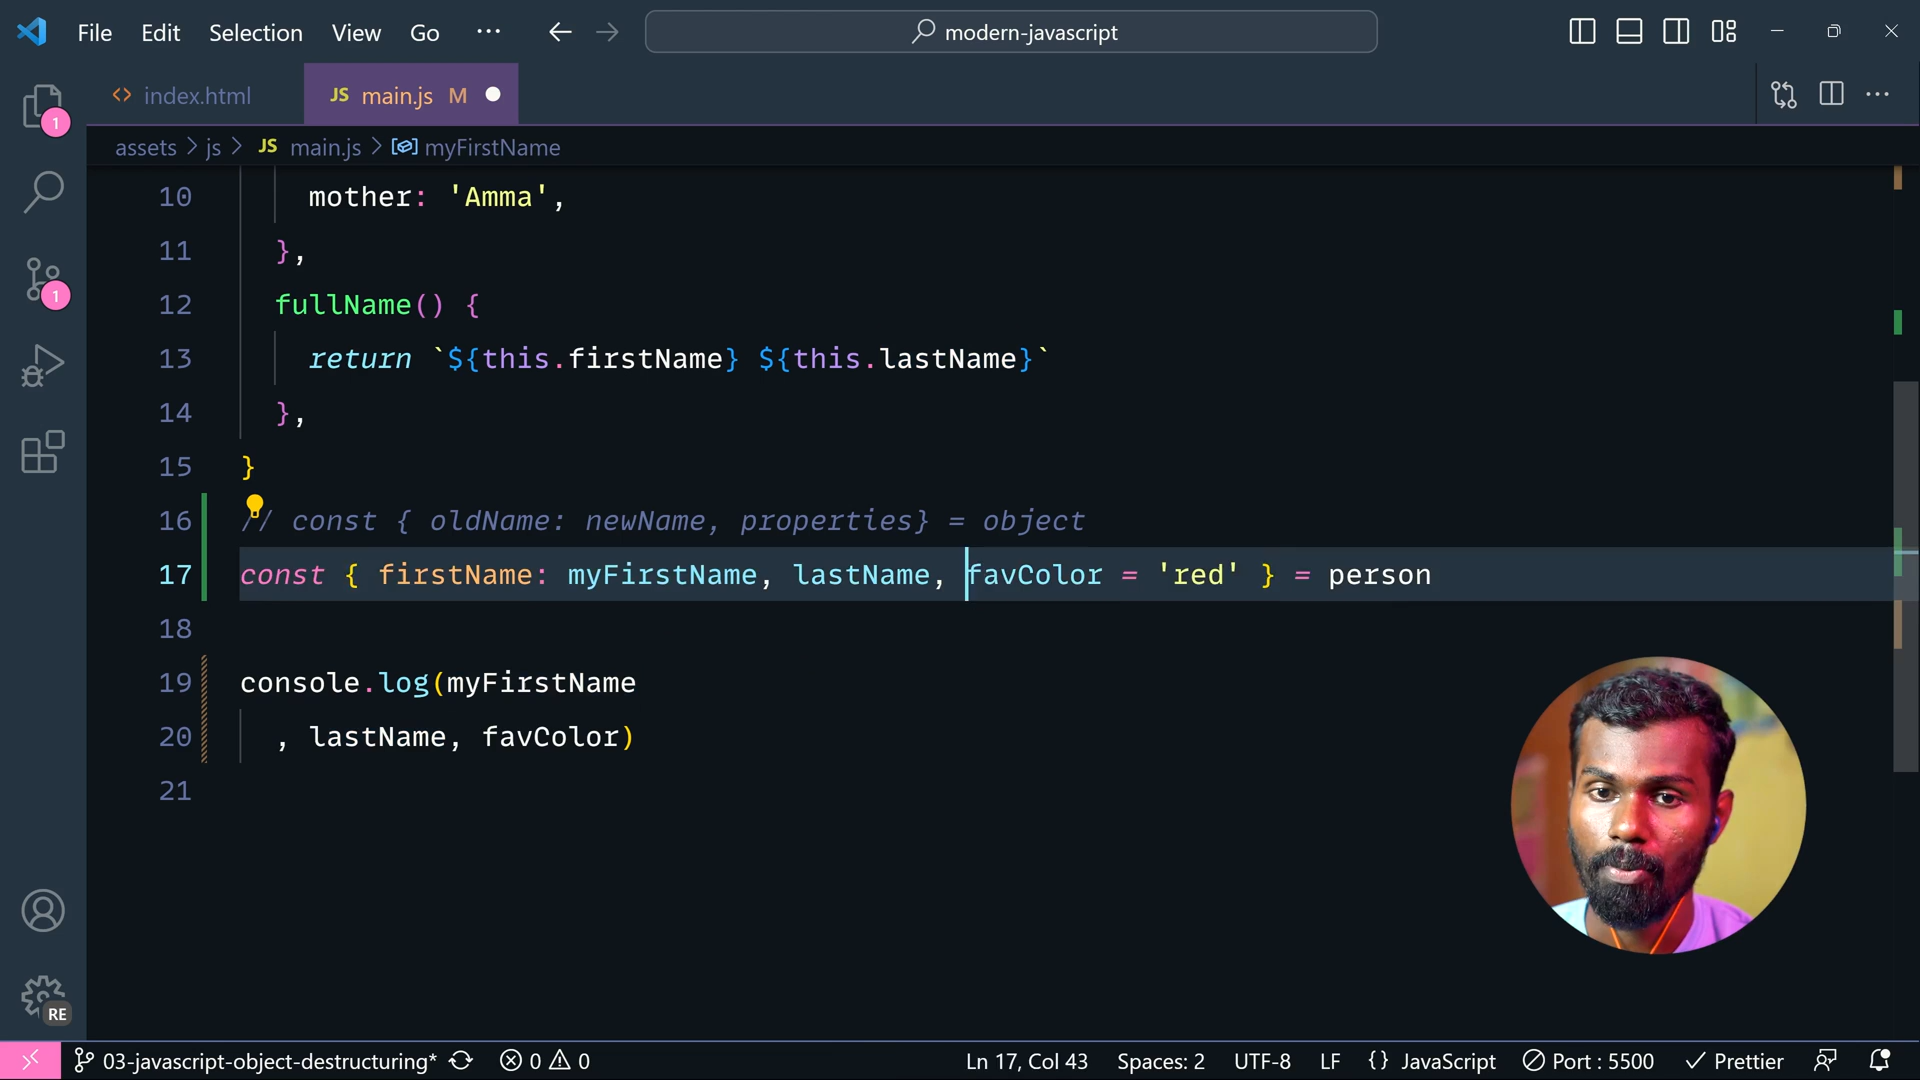 File Edit Selection View Go ··· modern-javascript
index.html JS main.js M
assets > js > JS main.js > myFirstName
10 mother: 'Amma',
11 },
12 fullName() {
13 return `${this.firstName} ${this.lastName}`
14 },
15 }
16 // const { oldName: newName, properties} = object
17 const { firstName: myFirstName, lastName, favColor = 'red' } = person
18
19 console.log(myFirstName
20 , lastName, favColor)
21
1
1
RE
03-javascript-object-destructuring* 0 0 Ln 17, Col 43 Spaces: 2 UTF-8 LF {} JavaScript Port : 5500 Prettier